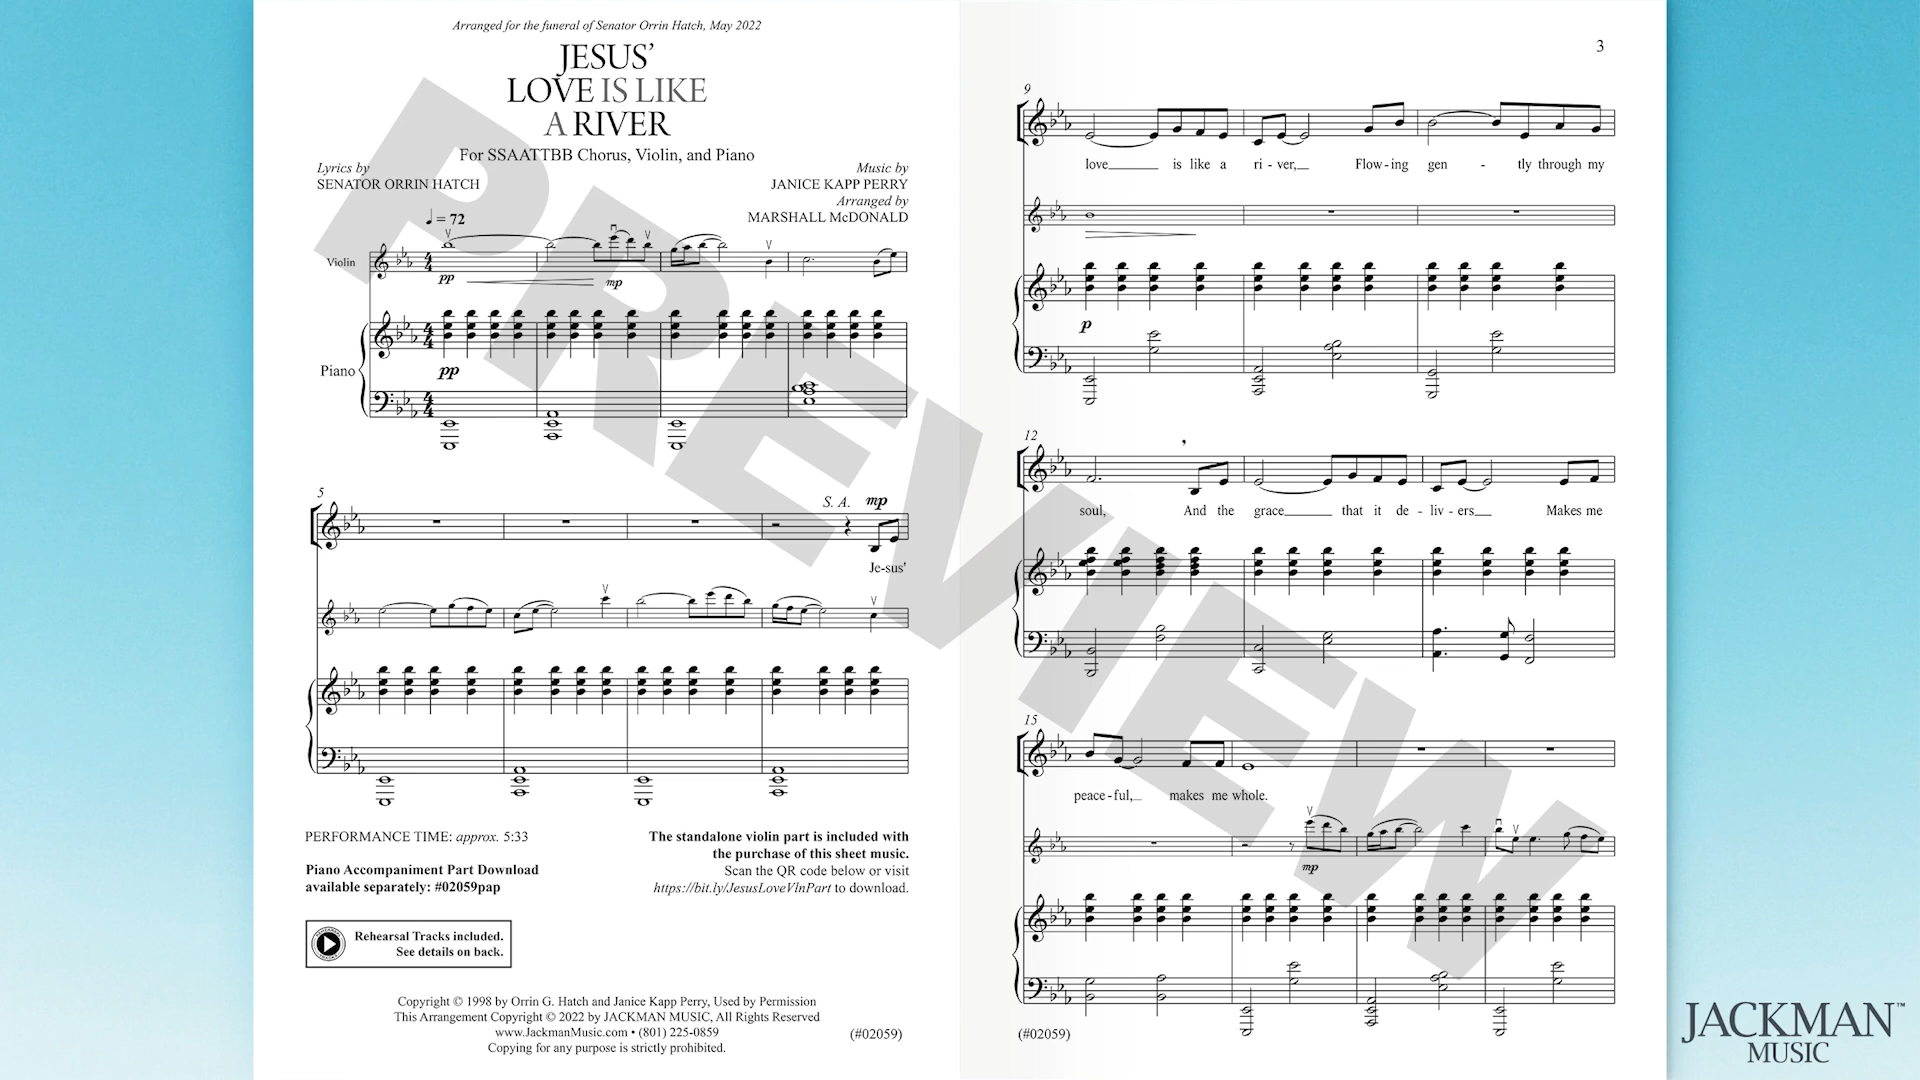 Arranged for the funeral of Senator Orrin Hatch, May 2022
JESUS’
LOVE IS LIKE
A RIVER
For SSAATTBB Chorus, Violin, and Piano
Lyrics by
SENATOR ORRIN HATCH
Music by
JANICE KAPP PERRY
Arranged by
MARSHALL McDONALD
= 72
Violin
pp
mp
Piano
pp
5
S. A.
mp
Je-sus'
PERFORMANCE TIME: approx. 5:33
Piano Accompaniment Part Download
available separately: #02059pap
The standalone violin part is included with
the purchase of this sheet music.
Scan the QR code below or visit
https://bit.ly/JesusLoveVlnPart to download.
Rehearsal Tracks included.
See details on back.
Copyright © 1998 by Orrin G. Hatch and Janice Kapp Perry, Used by Permission
This Arrangement Copyright © 2022 by JACKMAN MUSIC, All Rights Reserved
www.JackmanMusic.com • (801) 225-0859
Copying for any purpose is strictly prohibited.
(#02059)
3
9
love is like a ri - ver, Flow - ing gen - tly through my
p
12
soul, And the grace that it de - liv - ers Makes me
15
peace - ful, makes me whole.
mp
(#02059)
PREVIEW
JACKMAN™
MUSIC